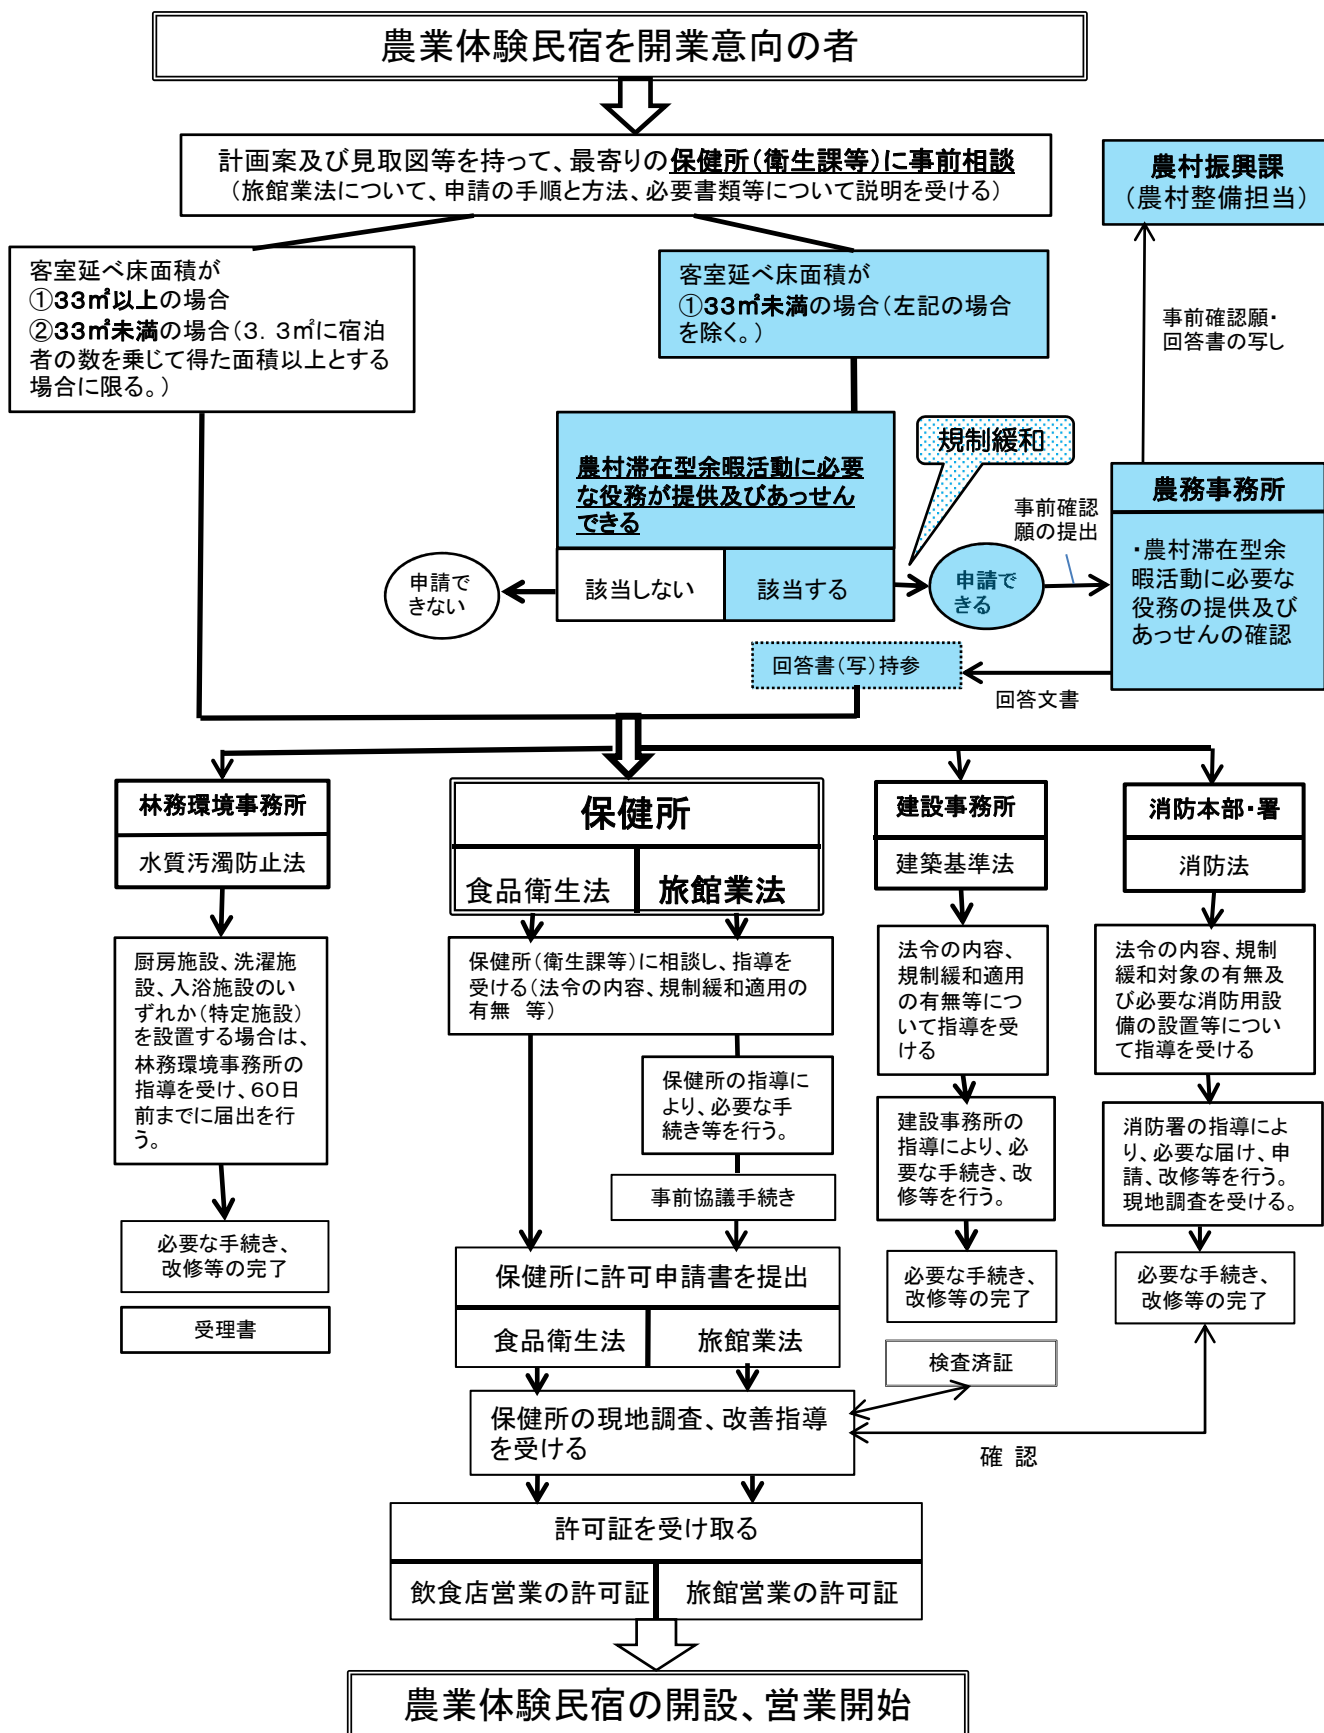 農業体験民宿を開業意向の者
計画案及び見取図等を持って、最寄りの保健所(衛生課等)に事前相談
(旅館業法について、申請の手順と方法、必要書類等について説明を受ける)
農村振興課
(農村整備担当)
客室延べ床面積が
①33㎡以上の場合
②33㎡未満の場合(3.3㎡に宿泊
者の数を乗じて得た面積以上とする
場合に限る。)
客室延べ床面積が
①33㎡未満の場合(左記の場合
を除く。)
事前確認願・
回答書の写し
規制緩和
農村滞在型余暇活動に必要
な役務が提供及びあっせん
できる
該当しない
該当する
申請で
きない
申請で
きる
事前確認
願の提出
農務事務所
・農村滞在型余
暇活動に必要な
役務の提供及び
あっせんの確認
回答書(写)持参
回答文書
林務環境事務所
水質汚濁防止法
保健所
食品衛生法
旅館業法
建設事務所
建築基準法
消防本部・署
消防法
厨房施設、洗濯施
設、入浴施設のい
ずれか(特定施設)
を設置する場合は、
林務環境事務所の
指導を受け、60日
前までに届出を行
う。
保健所(衛生課等)に相談し、指導を
受ける(法令の内容、規制緩和適用の
有無 等)
法令の内容、
規制緩和適用
の有無等につ
いて指導を受
ける
法令の内容、規制
緩和対象の有無及
び必要な消防用設
備の設置等につい
て指導を受ける
保健所の指導に
より、必要な手
続き等を行う。
建設事務所の
指導により、必
要な手続き、改
修等を行う。
消防署の指導によ
り、必要な届け、申
請、改修等を行う。
現地調査を受ける。
事前協議手続き
必要な手続き、
改修等の完了
受理書
保健所に許可申請書を提出
食品衛生法
旅館業法
必要な手続き、
改修等の完了
必要な手続き、
改修等の完了
検査済証
保健所の現地調査、改善指導
を受ける
確 認
許可証を受け取る
飲食店営業の許可証
旅館営業の許可証
農業体験民宿の開設、営業開始